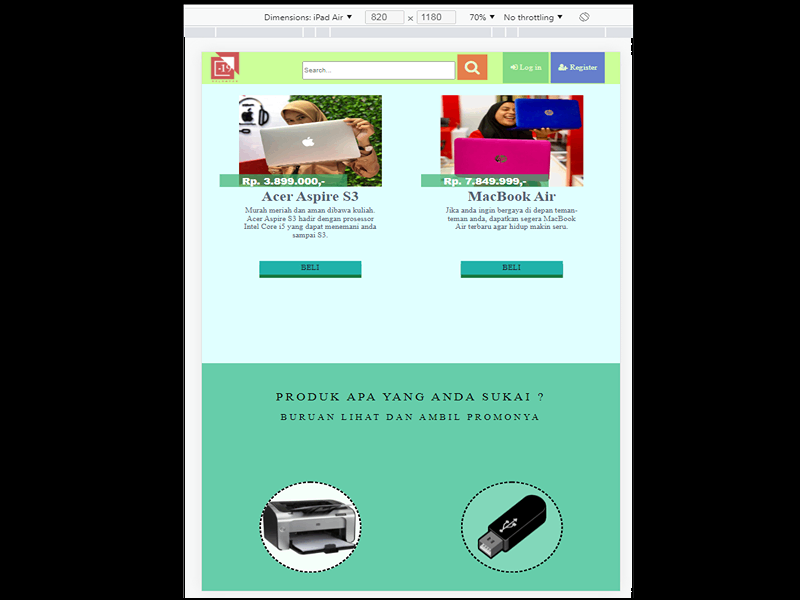 Dimensions: iPad Air ▼ 820 × 1180 70% ▼ No throttling ▼
-15
Search...
Log in
Register
Rp. 3.899.000,-
Acer Aspire S3
Murah meriah dan aman dibawa kuliah.
Acer Aspire S3 hadir dengan prosessor
Intel Core i5 yang dapat menemani anda
sampai S3.
BELI
Rp. 7.849.999,-
MacBook Air
Jika anda ingin bergaya di depan teman-
teman anda, dapatkan segera MacBook
Air terbaru agar hidup makin seru.
BELI
PRODUK APA YANG ANDA SUKAI ?
BURUAN LIHAT DAN AMBIL PROMONYA